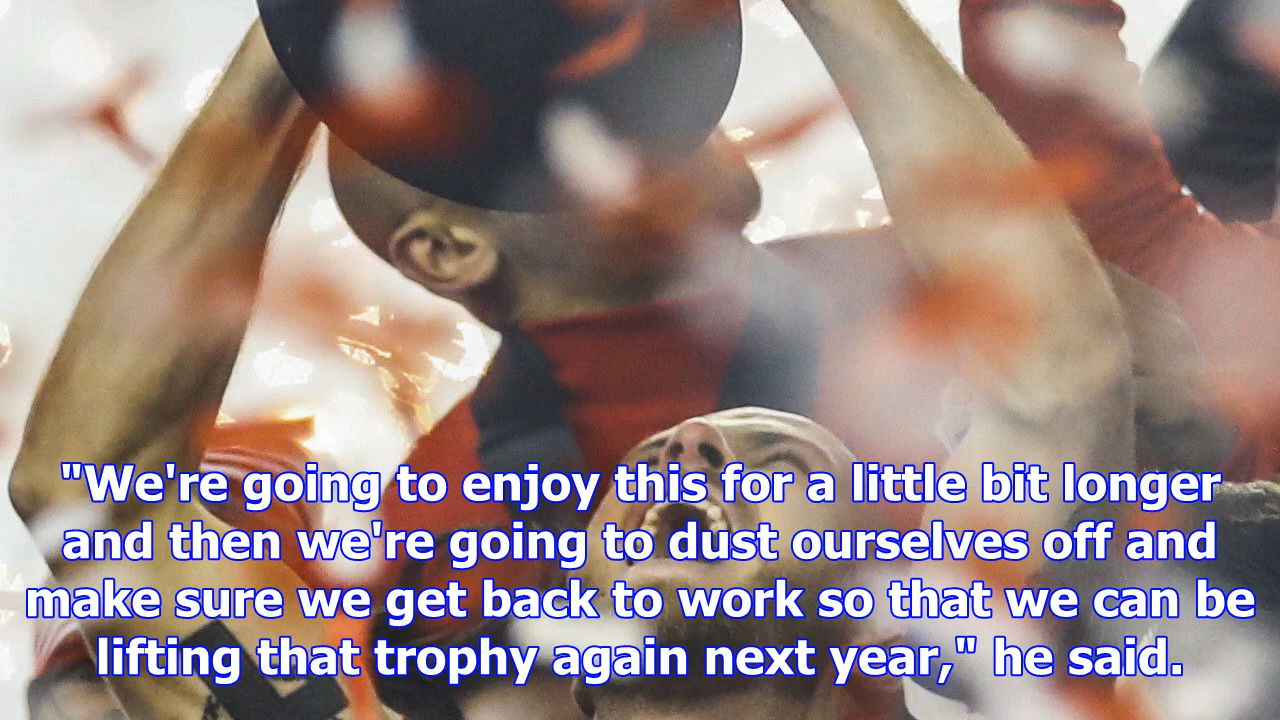 "We're going to enjoy this for a little bit longer
and then we're going to dust ourselves off and
make sure we get back to work so that we can be
lifting that trophy again next year," he said.